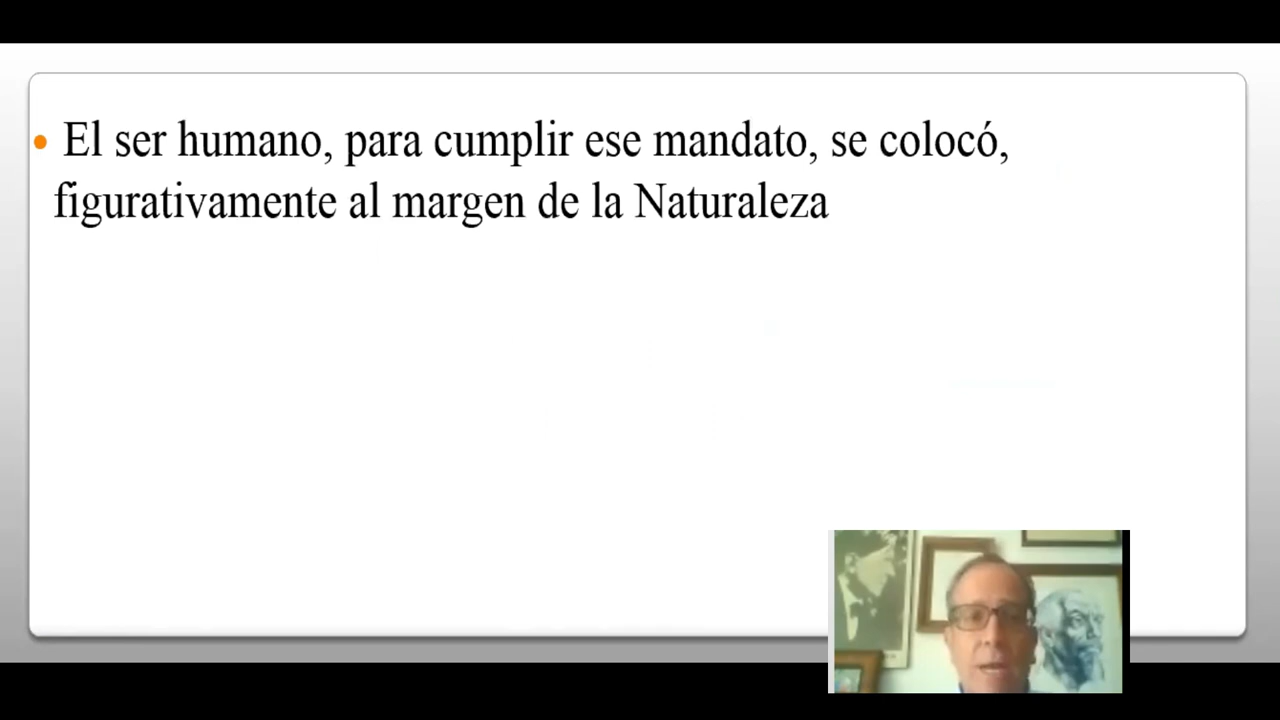 • El ser humano, para cumplir ese mandato, se colocó,
figurativamente al margen de la Naturaleza